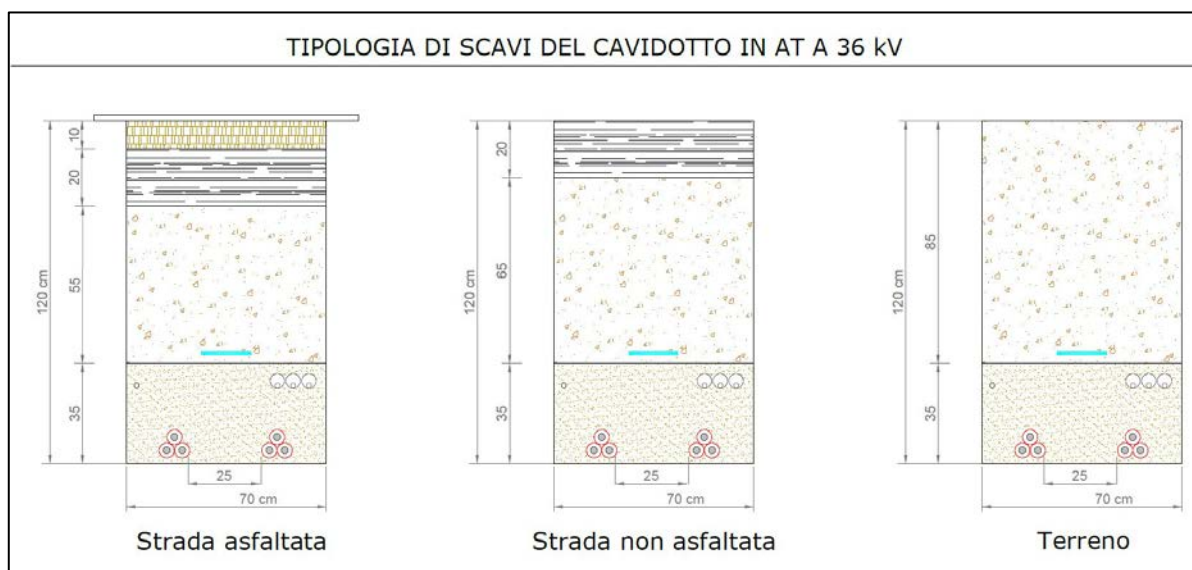 TIPOLOGIA DI SCAVI DEL CAVIDOTTO IN AT A 36 kV
120 cm
10
20
55
35
25
70 cm
Strada asfaltata
120 cm
20
65
35
25
70 cm
Strada non asfaltata
120 cm
85
35
25
70 cm
Terreno